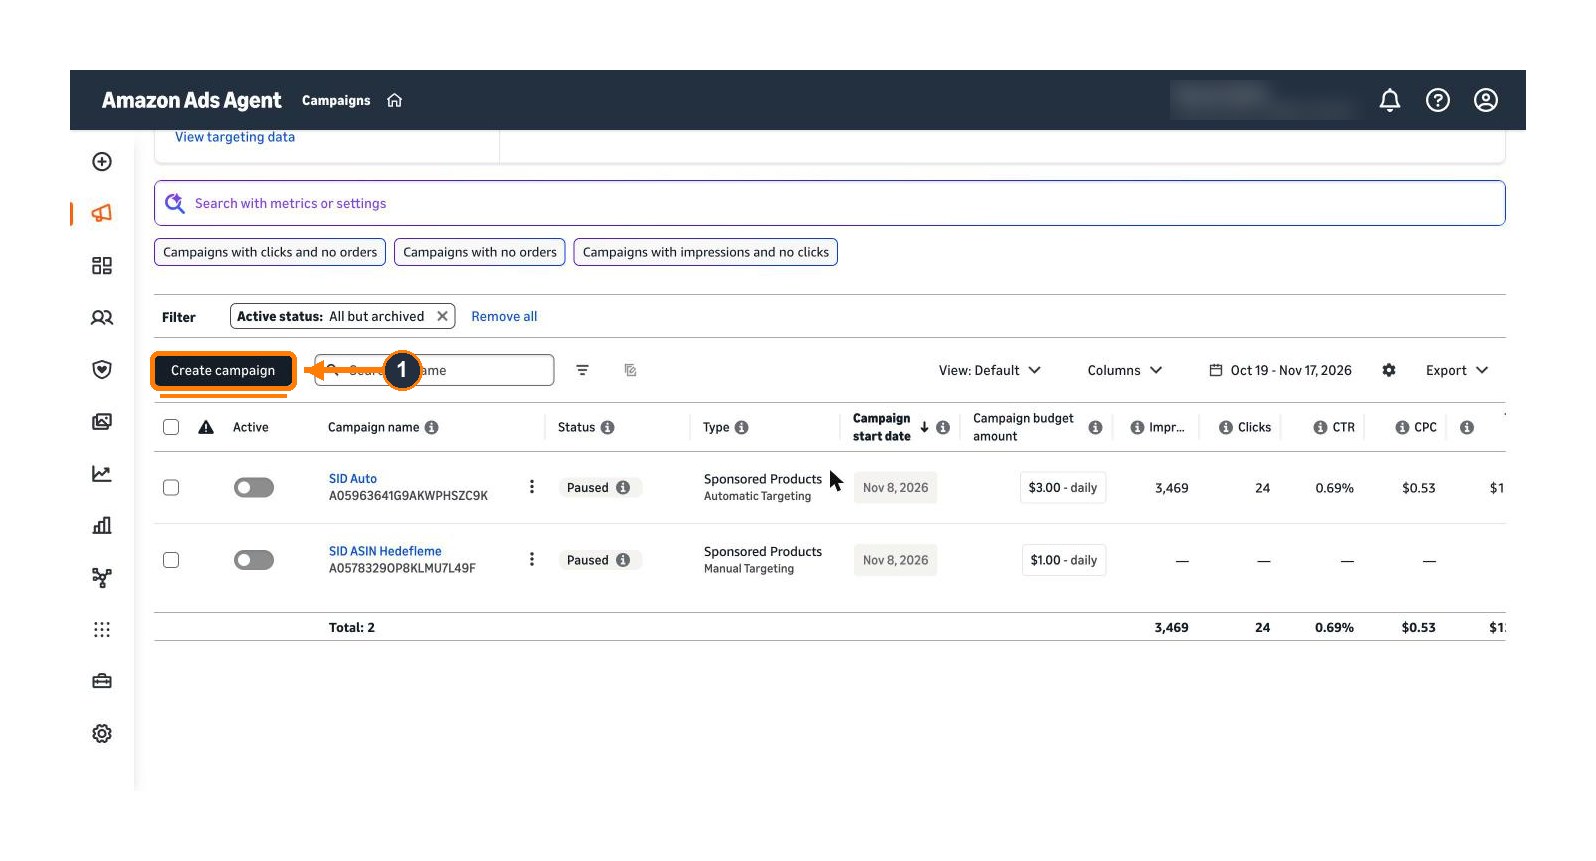 Amazon Ads Agent Campaigns
View targeting data
Search with metrics or settings
Campaigns with clicks and no orders Campaigns with no orders Campaigns with impressions and no clicks
Filter Active status: All but archived Remove all
Create campaign 1 View: Default Columns Oct 19 - Nov 17, 2026 Export
Active Campaign name Status Type Campaign start date Campaign budget amount Impr... Clicks CTR CPC
SID Auto
A05963641G9AKWPHSZC9K
Paused
Sponsored Products
Automatic Targeting
Nov 8, 2026 $3.00 - daily 3,469 24 0.69% $0.53 $1
SID ASIN Hedefleme
A0578329OP8KLMU7L49F
Paused
Sponsored Products
Manual Targeting
Nov 8, 2026 $1.00 - daily — — — —
Total: 2 3,469 24 0.69% $0.53